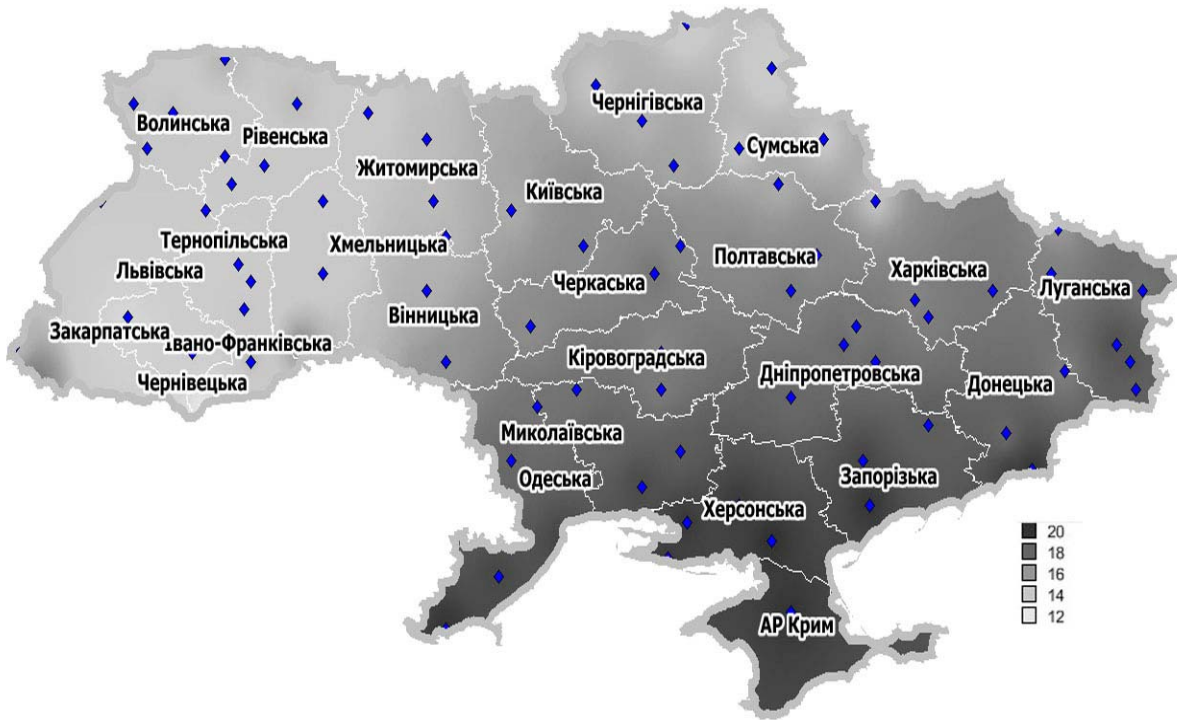 Чернігівська
Волинська
Рівенська
Сумська
Житомирська
Київська
Тернопільська
Хмельницька
Львівська
Черкаська
Полтавська
Харківська
Луганська
Вінницька
Закарпатська
Івано-Франківська
Чернівецька
Кіровоградська
Дніпропетровська
Донецька
Миколаївська
Одеська
Запорізька
Херсонська
АР Крим
20
18
16
14
12